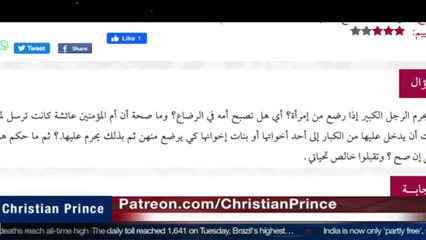 Tweet
Share
Like 1
يم:
ؤال
يحرم الرجل الكبير إذا رضع من إمرأة؟ أي هل تصبح أمه في الرضاع؟ وما صحة أن أم المؤمنين عائشة كانت ترسل
ت أن يدخل عليها من الكبار إلى أحد أخواتها أو بنات إخوانها كي يرضع منهن ثم بذلك يحرم عليها.؟ ثم ما حكم
إن صح ؟ وتقبلوا خالص تحياتي.
جابـة
Christian Prince
Patreon.com/ChristianPrince
deaths reach all-time high The daily toll reached 1,641 on Tuesday, Brazil's highest...
India is now only 'partly free',